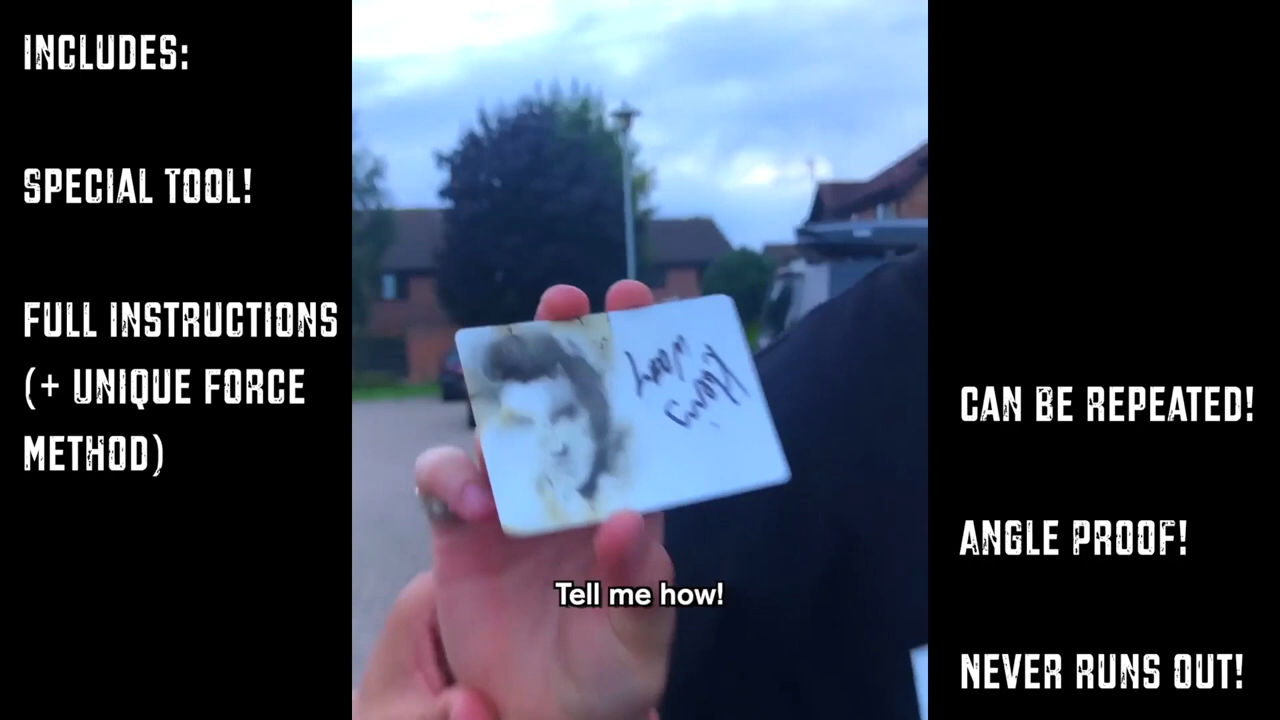 INCLUDES:
SPECIAL TOOL!
FULL INSTRUCTIONS
(+ UNIQUE FORCE
METHOD)
Tell me how!
CAN BE REPEATED!
ANGLE PROOF!
NEVER RUNS OUT!